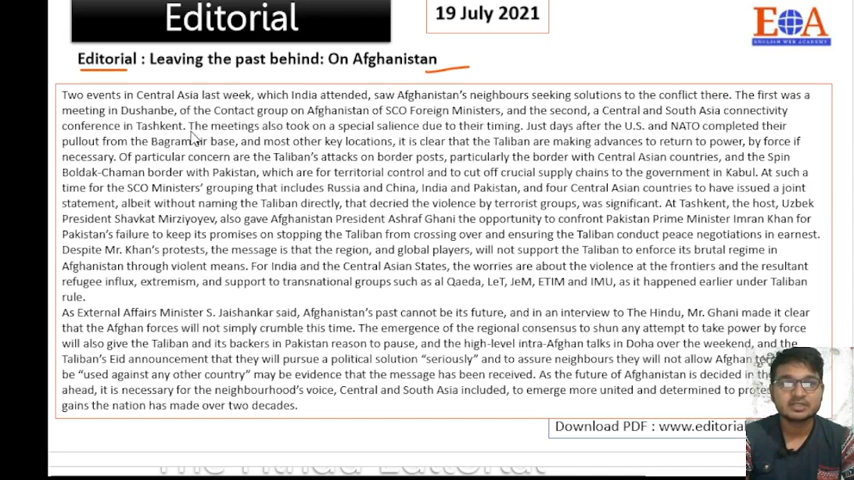 Editorial
19 July 2021
EOA
ENGLISH WEB ACADEMY
Editorial : Leaving the past behind: On Afghanistan
Two events in Central Asia last week, which India attended, saw Afghanistan's neighbours seeking solutions to the conflict there. The first was a
meeting in Dushanbe, of the Contact group on Afghanistan of SCO Foreign Ministers, and the second, a Central and South Asia connectivity
conference in Tashkent. The meetings also took on a special salience due to their timing. Just days after the U.S. and NATO completed their
pullout from the Bagram air base, and most other key locations, it is clear that the Taliban are making advances to return to power, by force if
necessary. Of particular concern are the Taliban's attacks on border posts, particularly the border with Central Asian countries, and the Spin
Boldak-Chaman border with Pakistan, which are for territorial control and to cut off crucial supply chains to the government in Kabul. At such a
time for the SCO Ministers' grouping that includes Russia and China, India and Pakistan, and four Central Asian countries to have issued a joint
statement, albeit without naming the Taliban directly, that decried the violence by terrorist groups, was significant. At Tashkent, the host, Uzbek
President Shavkat Mirziyoyev, also gave Afghanistan President Ashraf Ghani the opportunity to confront Pakistan Prime Minister Imran Khan for
Pakistan's failure to keep its promises on stopping the Taliban from crossing over and ensuring the Taliban conduct peace negotiations in earnest.
Despite Mr. Khan's protests, the message is that the region, and global players, will not support the Taliban to enforce its brutal regime in
Afghanistan through violent means. For India and the Central Asian States, the worries are about the violence at the frontiers and the resultant
refugee influx, extremism, and support to transnational groups such as al Qaeda, LeT, JeM, ETIM and IMU, as it happened earlier under Taliban
rule.
As External Affairs Minister S. Jaishankar said, Afghanistan's past cannot be its future, and in an interview to The Hindu, Mr. Ghani made it clear
that the Afghan forces will not simply crumble this time. The emergence of the regional consensus to shun any attempt to take power by force
will also give the Taliban and its backers in Pakistan reason to pause, and the high-level intra-Afghan talks in Doha over the weekend, and the
Taliban's Eid announcement that they will pursue a political solution "seriously" and to assure neighbours they will not allow Afghan
be "used against any other country" may be evidence that the message has been received. As the future of Afghanistan is decided in the
ahead, it is necessary for the neighbourhood's voice, Central and South Asia included, to emerge more united and determined to
gains the nation has made over two decades.
Download PDF : www.editorial
The Hindu Editorial